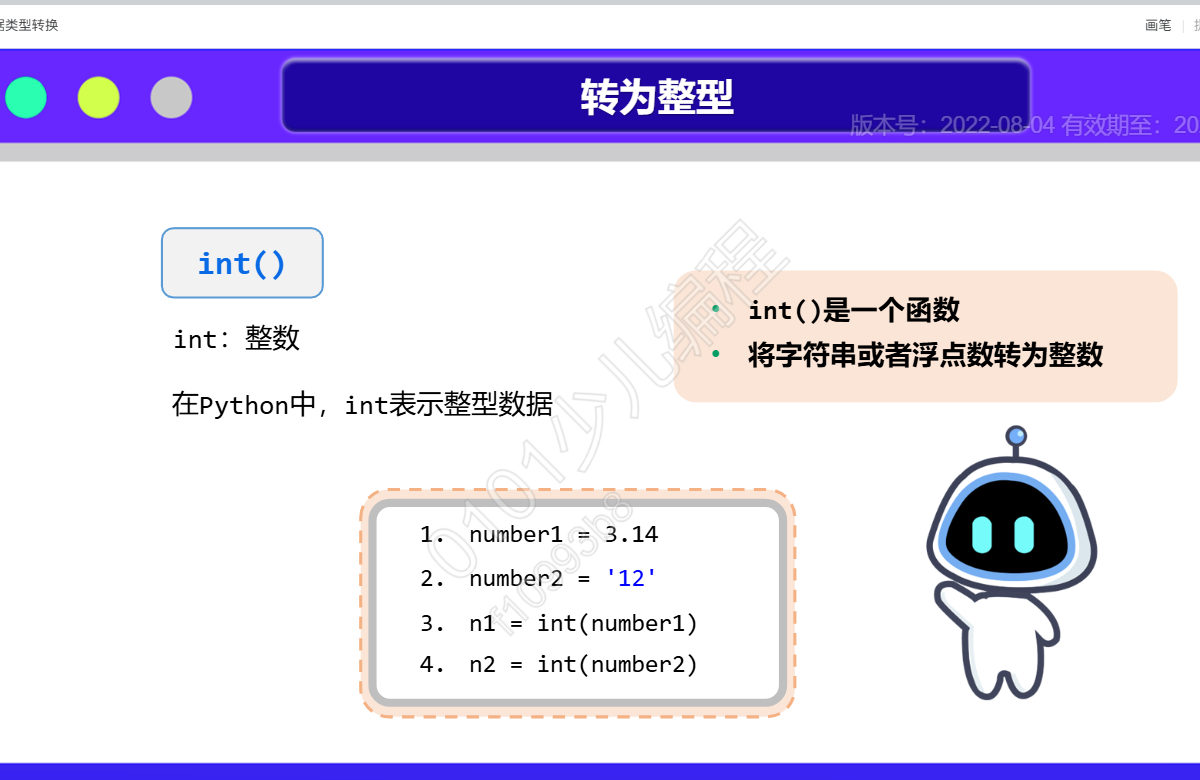 据类型转换
画笔
转为整型
版本号：2022-08-04 有效期至：20
int()
int：整数
在Python中，int表示整型数据
int()是一个函数
将字符串或者浮点数转为整数
0101少儿编程
f10093b8
1. number1 = 3.14
2. number2 = '12'
3. n1 = int(number1)
4. n2 = int(number2)